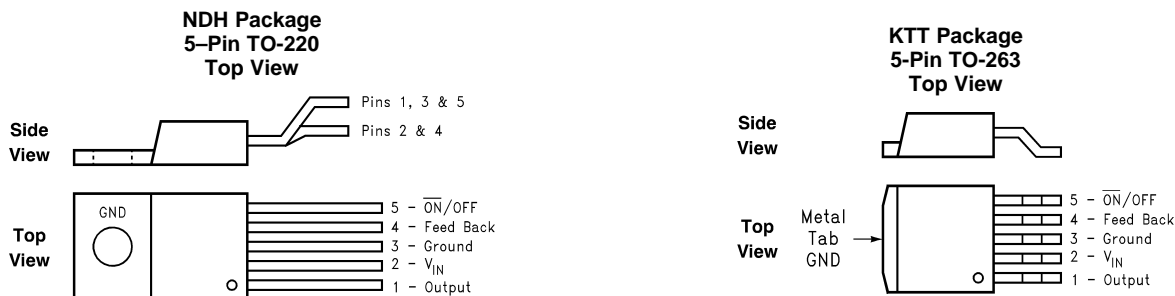 NDH Package
5–Pin TO-220
Top View
Pins 1, 3 & 5
Pins 2 & 4
Side
View
GND
Top
View
5 - O̅N̅/OFF
4 - Feed Back
3 - Ground
2 - VIN
1 - Output
KTT Package
5-Pin TO-263
Top View
Side
View
Top
View
Metal
Tab
GND
5 - O̅N̅/OFF
4 - Feed Back
3 - Ground
2 - VIN
1 - Output